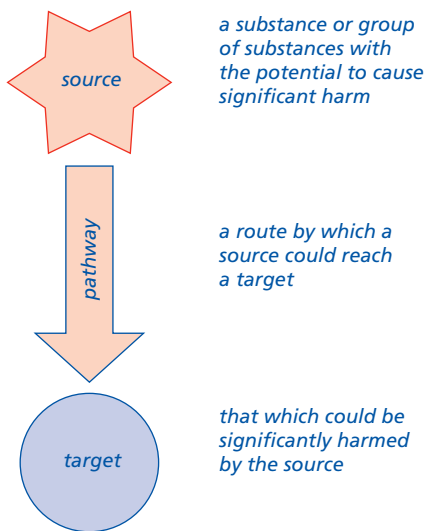 source
a substance or group
of substances with
the potential to cause
significant harm
pathway
a route by which a
source could reach
a target
target
that which could be
significantly harmed
by the source